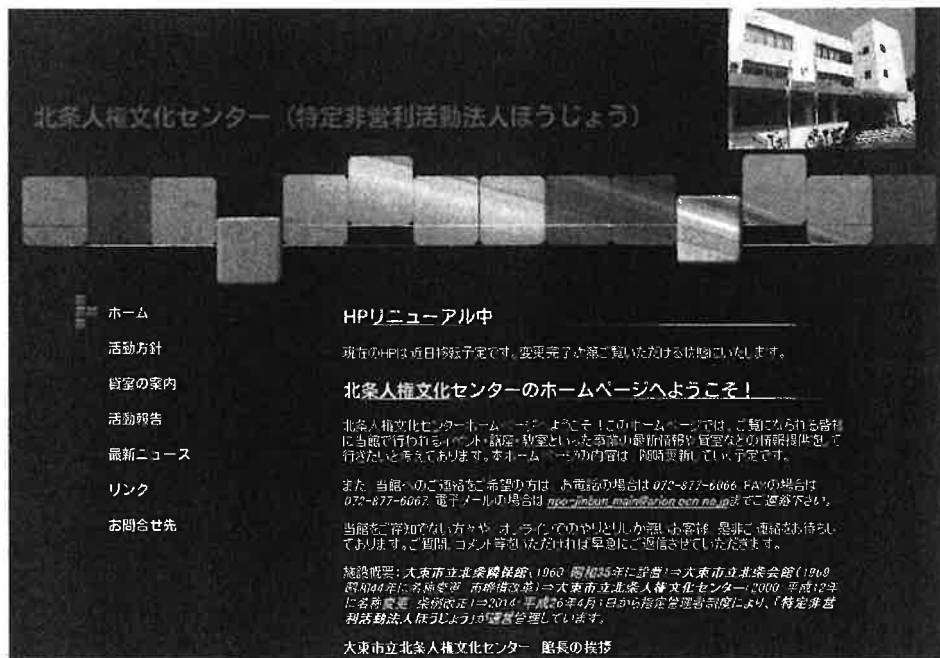 北条人権文化センター（特定非営利活動法人ほうじょう）
ホーム
活動方針
貸室の案内
活動報告
最新ニュース
リンク
お問合せ先
HPリニューアル中
現在のHPは近日移転予定です。変更完了次第ご覧いただける状態にいたします。
北条人権文化センターのホームページへようこそ！
北条人権文化センターホームページへようこそ！このホームページでは、ご覧になられる皆様
に当館で行われるイベント・講座・教室といった事業の最新情報や貸室などの情報提供をして
行きたいと考えております。本ホームページの内容は、随時更新していく予定です。
また、当館へのご連絡をご希望の方は、お電話の場合は072-877-6066、FAXの場合は
072-877-6067、電子メールの場合は npo-jinbun_main@arion.ocn.ne.jpまでご連絡下さい。
当館をご存知でない方々や、オンラインでのやりとりしか無いお客様、是非ご連絡をお待ちい
ております。ご質問、コメント等をいただければ早急にご返信させていただきます。
施設概要：大東市立北条隣保館(1960 昭和35年に設置)⇒大東市立北条会館(1969
昭和44年に名称変更 市機構改革)⇒大東市立北条人権文化センター(2000 平成12年
に名称変更 条例改正)⇒2014 平成26年4月1日から指定管理者制度により、「特定非営
利活動法人ほうじょう」が運営管理しています。
大東市立北条人権文化センター 館長の挨拶